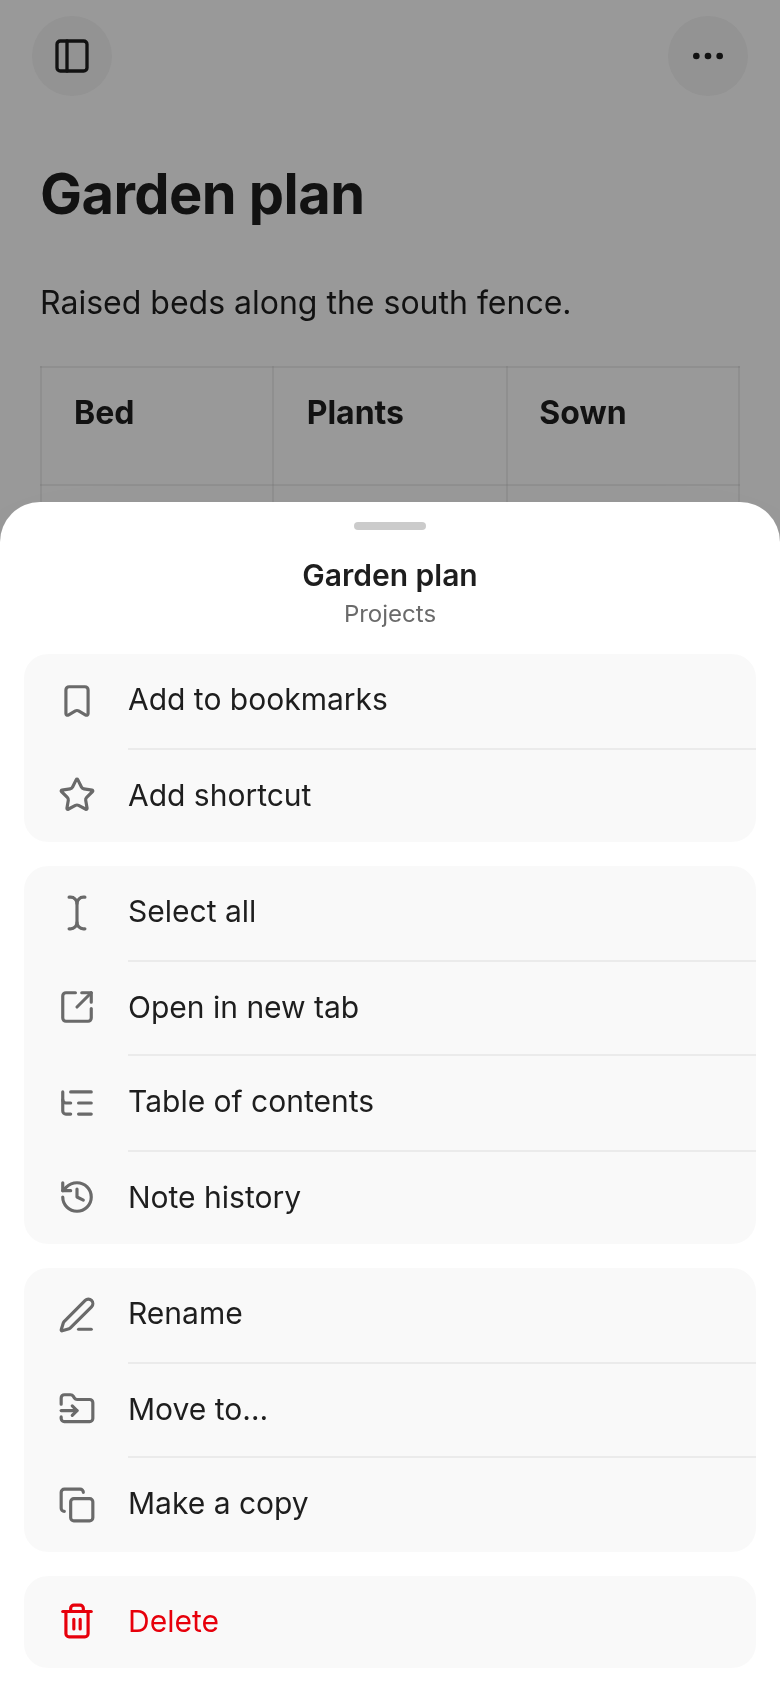 Garden plan
Raised beds along the south fence.
Bed Plants Sown
Garden plan
Projects
Add to bookmarks
Add shortcut
Select all
Open in new tab
Table of contents
Note history
Rename
Move to...
Make a copy
Delete